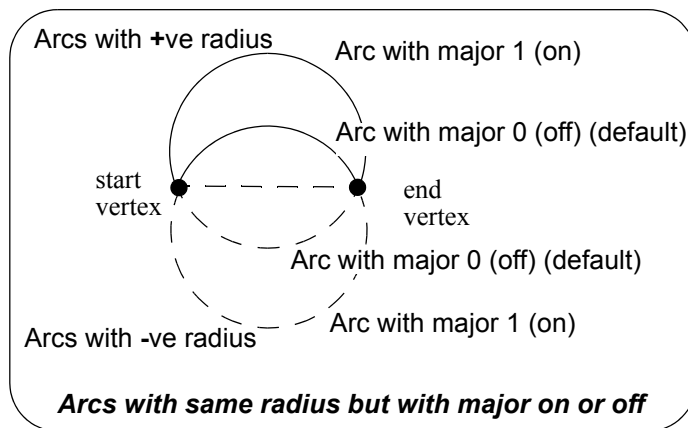 Arcs with +ve radius
Arc with major 1 (on)
Arc with major 0 (off) (default)
start
vertex
end
vertex
Arc with major 0 (off) (default)
Arc with major 1 (on)
Arcs with -ve radius
Arcs with same radius but with major on or off